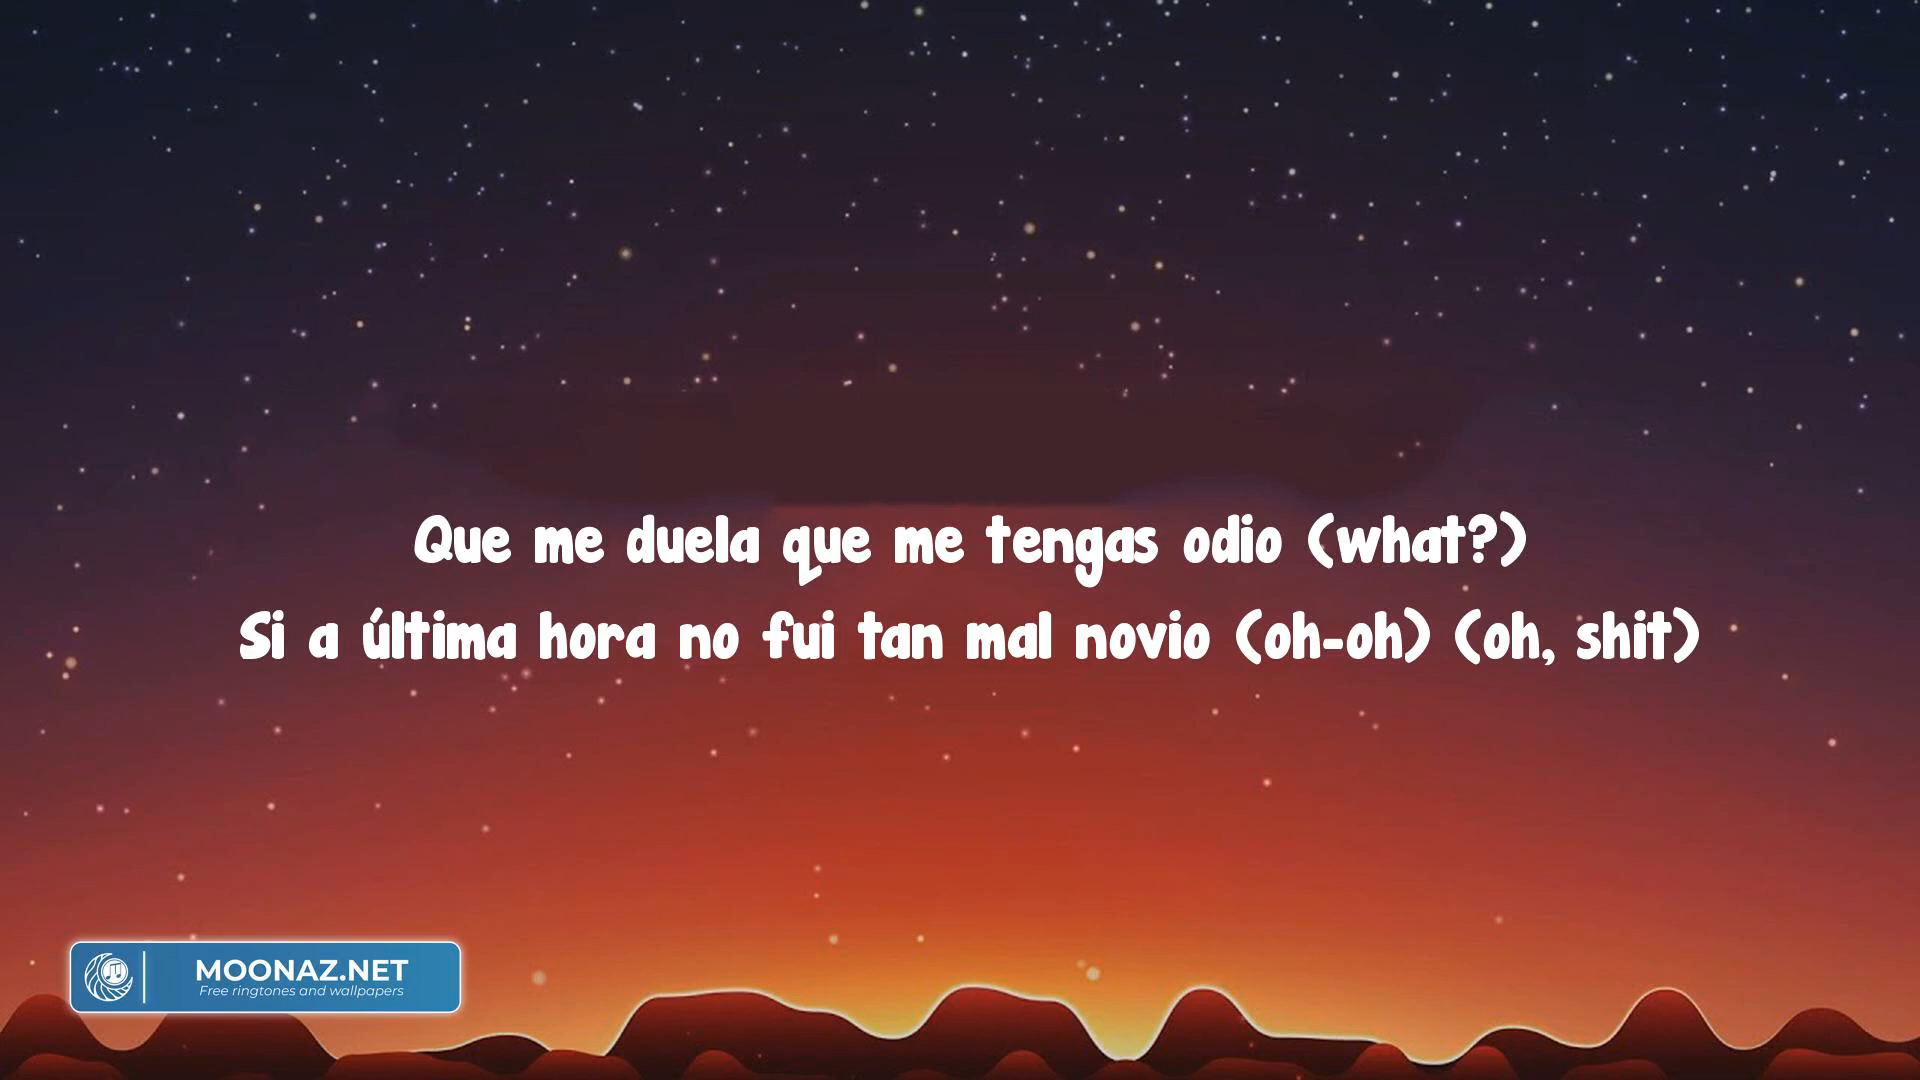 Que me duela que me tengas odio (what?)
Si a última hora no fui tan mal novio (oh-oh) (oh, shit)
MOONAZ.NET
Free ringtones and wallpapers